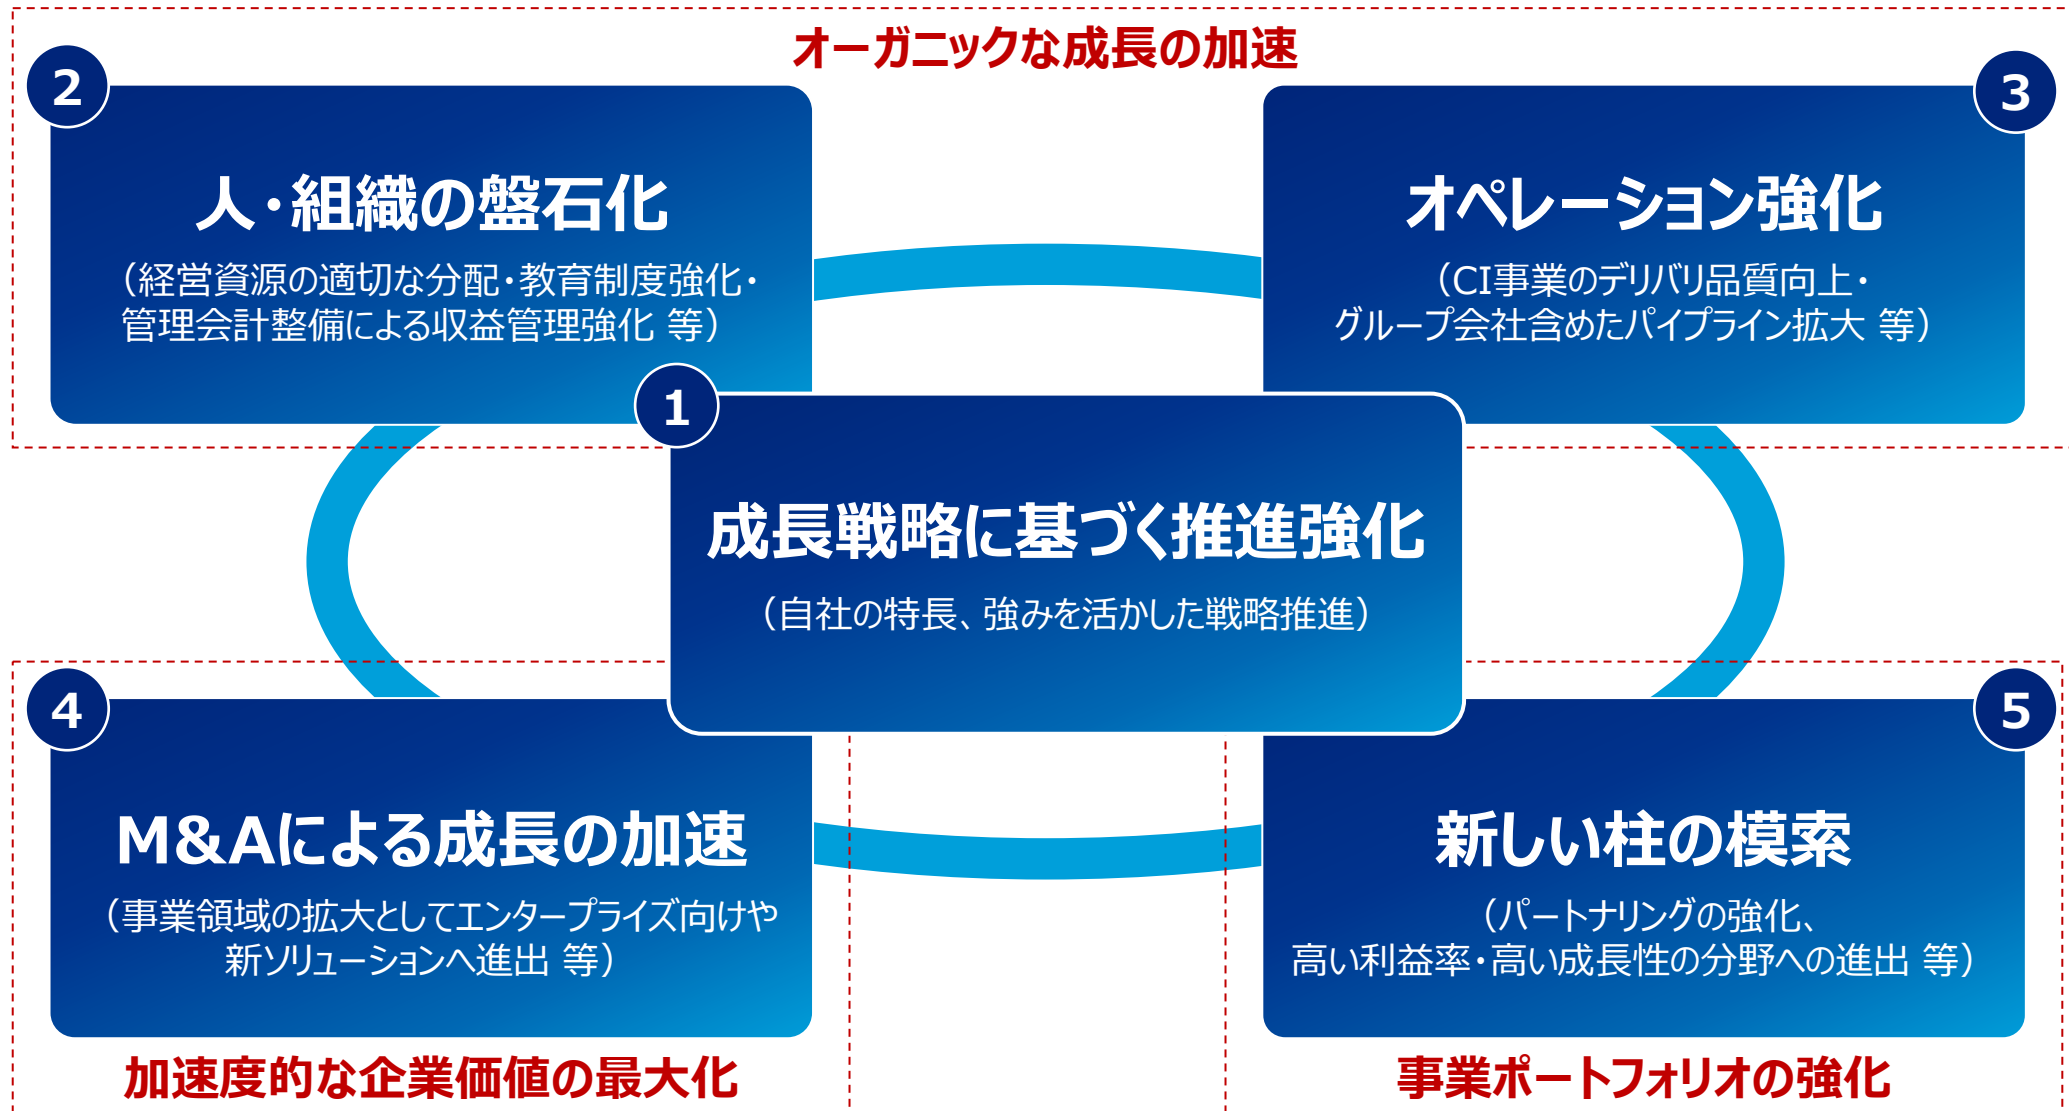 オーガニックな成長の加速
2
人・組織の盤石化
（経営資源の適切な分配・教育制度強化・
管理会計整備による収益管理強化 等）
3
オペレーション強化
（CI事業のデリバリ品質向上・
グループ会社含めたパイプライン拡大 等）
1
成長戦略に基づく推進強化
（自社の特長、強みを活かした戦略推進）
4
M&Aによる成長の加速
（事業領域の拡大としてエンタープライズ向けや
新ソリューションへ進出 等）
加速度的な企業価値の最大化
5
新しい柱の模索
（パートナリングの強化、
高い利益率・高い成長性の分野への進出 等）
事業ポートフォリオの強化